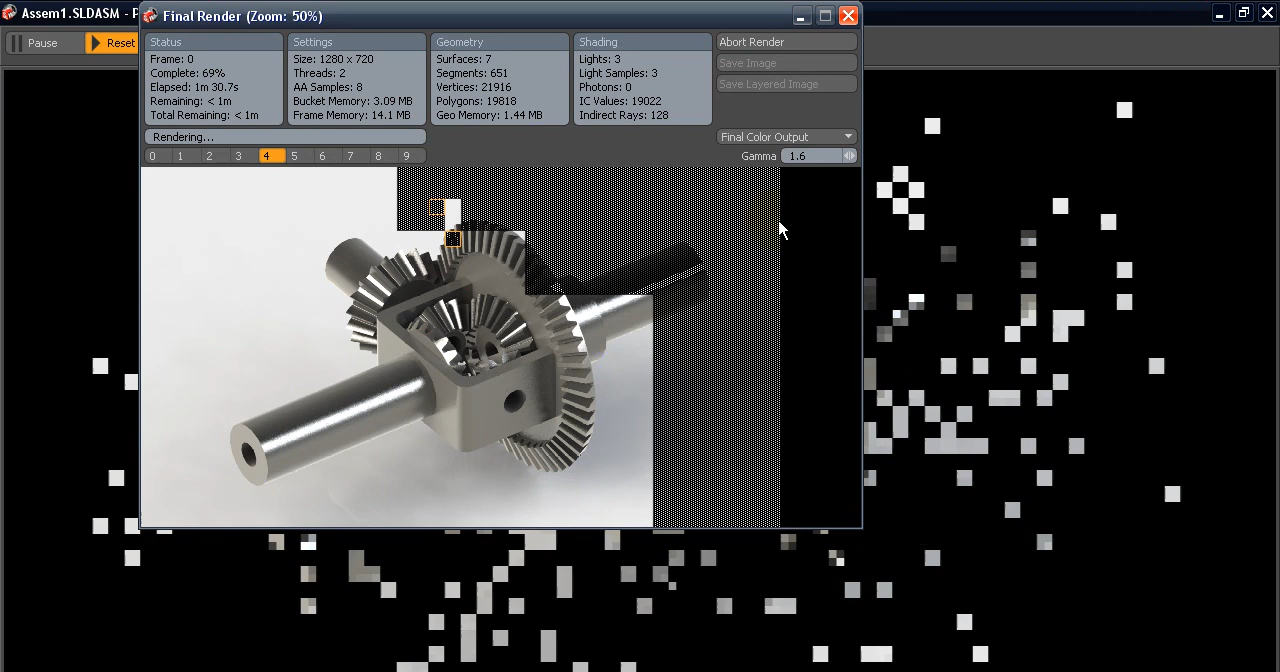 Assem1.SLDASM - P
Final Render (Zoom: 50%)
Pause
Reset
Status
Frame: 0
Complete: 69%
Elapsed: 1m 30.7s
Remaining: < 1m
Total Remaining: < 1m
Settings
Size: 1280 x 720
Threads: 2
AA Samples: 8
Bucket Memory: 3.09 MB
Frame Memory: 14.1 MB
Geometry
Surfaces: 7
Segments: 651
Vertices: 21916
Polygons: 19818
Geo Memory: 1.44 MB
Shading
Lights: 3
Light Samples: 3
Photons: 0
IC Values: 19022
Indirect Rays: 128
Abort Render
Save Image
Save Layered Image
Rendering...
Final Color Output
0 1 2 3 4 5 6 7 8 9
Gamma 1.6